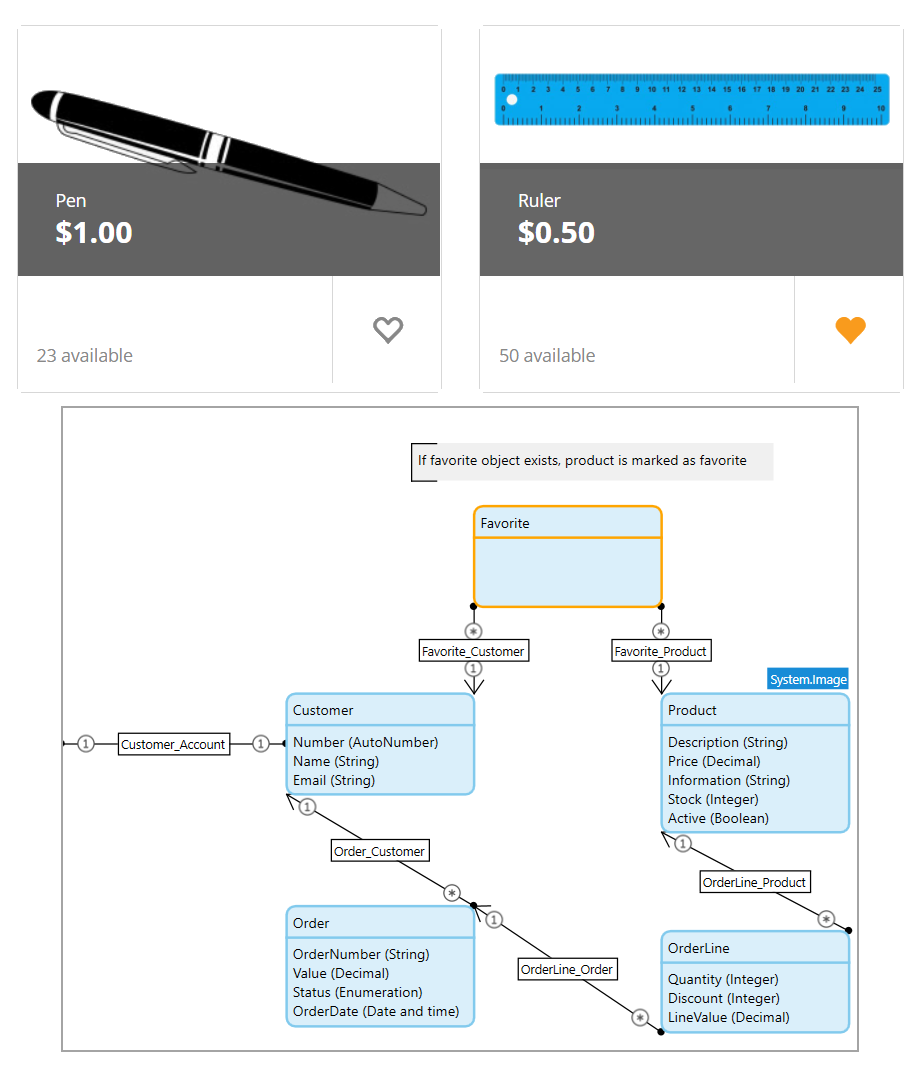 0 1 2 3 4 5 6 7 8 9 10 11 12 13 14 15 16 17 18 19 20 21 22 23 24 25
0 1 2 3 4 5 6 7 8 9 10
Pen
$1.00
Ruler
$0.50
23 available
50 available
If favorite object exists, product is marked as favorite
Favorite
*
*
Favorite_Customer
Favorite_Product
1
1
System.Image
Customer
Number (AutoNumber)
Name (String)
Email (String)
Product
Description (String)
Price (Decimal)
Information (String)
Stock (Integer)
Active (Boolean)
1 Customer_Account 1
1
Order_Customer
*
1
OrderLine_Product
*
Order
OrderNumber (String)
Value (Decimal)
Status (Enumeration)
OrderDate (Date and time)
1
OrderLine_Order
*
OrderLine
Quantity (Integer)
Discount (Integer)
LineValue (Decimal)